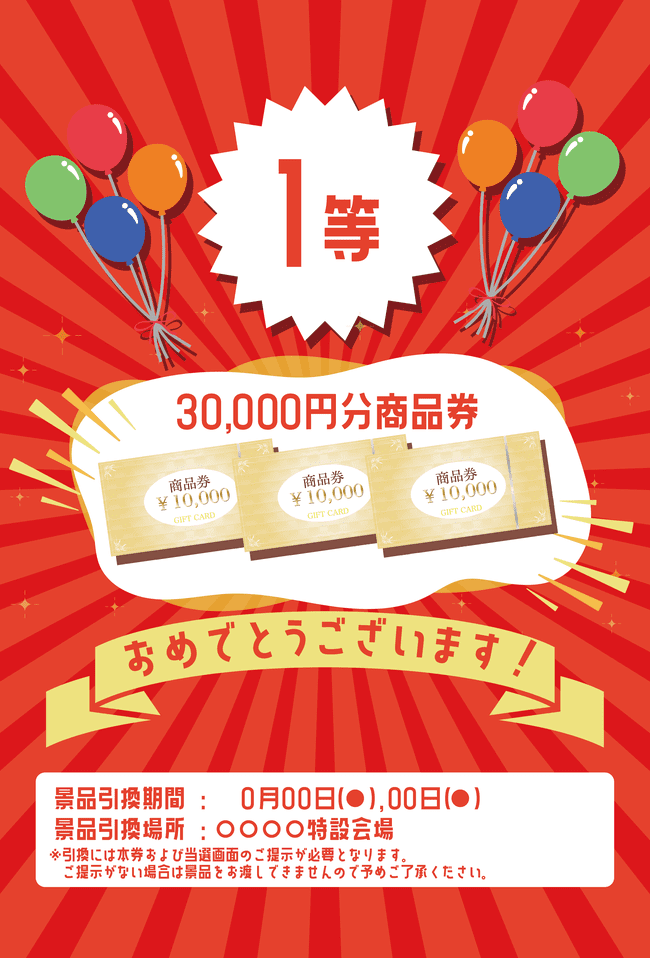 1等
30,000円分商品券
商品券
¥10,000
GIFT CARD
商品券
¥10,000
GIFT CARD
商品券
¥10,000
GIFT CARD
おめでとうございます!
景品引換期間 : 0月00日(●),00日(●)
景品引換場所 : 〇〇〇〇特設会場
※引換には本券および当選画面のご提示が必要となります。
ご提示がない場合は景品をお渡しできませんので予めご了承ください。